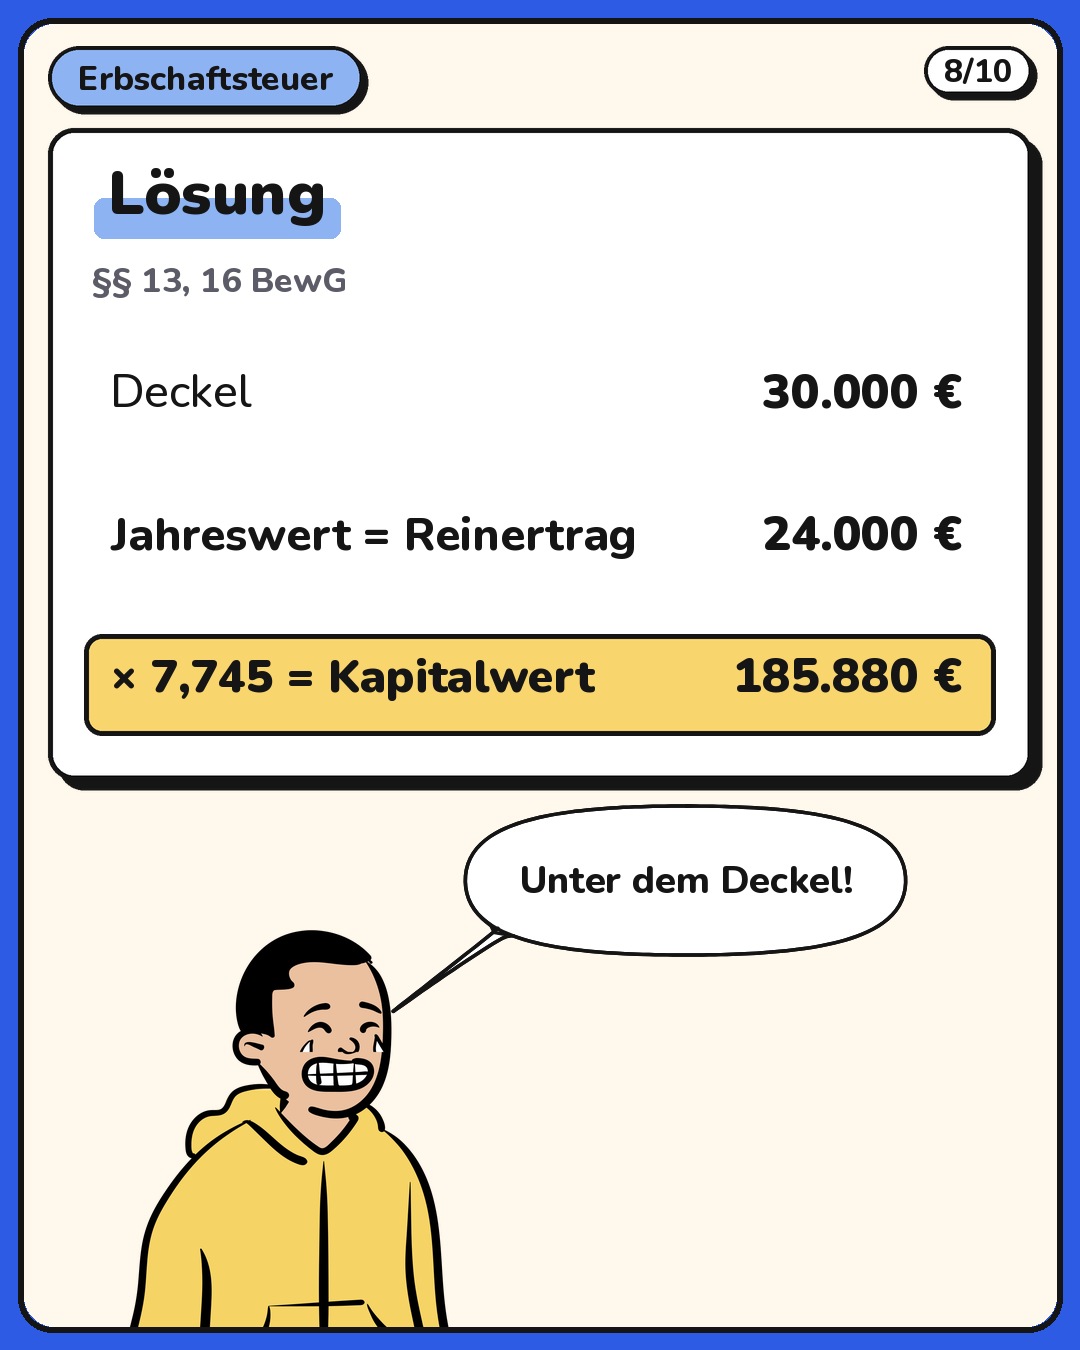 Erbschaftsteuer
8/10
Lösung
§§ 13, 16 BewG
Deckel 30.000 €
Jahreswert = Reinertrag 24.000 €
× 7,745 = Kapitalwert 185.880 €
Unter dem Deckel!